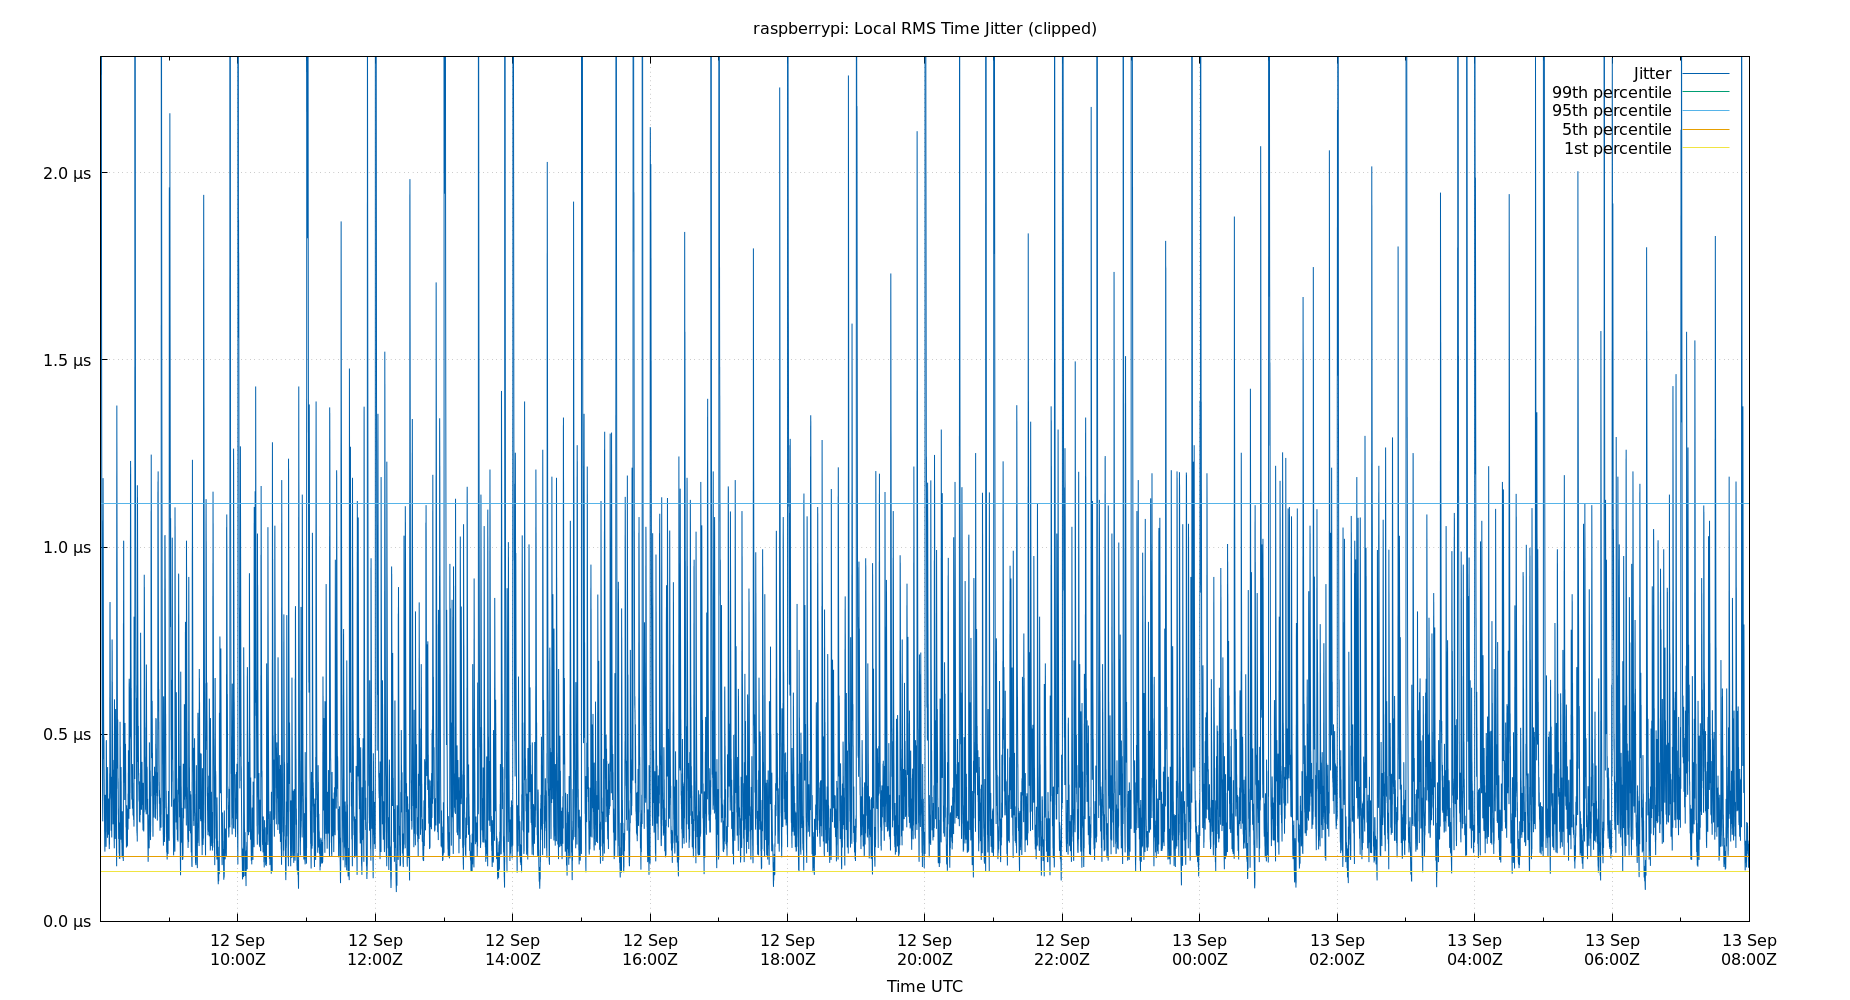 raspberrypi: Local RMS Time Jitter (clipped)
Jitter
99th percentile
95th percentile
5th percentile
1st percentile
2.0 µs
1.5 µs
1.0 µs
0.5 µs
0.0 µs
12 Sep 12 Sep 12 Sep 12 Sep 12 Sep 12 Sep 12 Sep 13 Sep 13 Sep 13 Sep 13 Sep 13 Sep
10:00Z 12:00Z 14:00Z 16:00Z 18:00Z 20:00Z 22:00Z 00:00Z 02:00Z 04:00Z 06:00Z 08:00Z
Time UTC